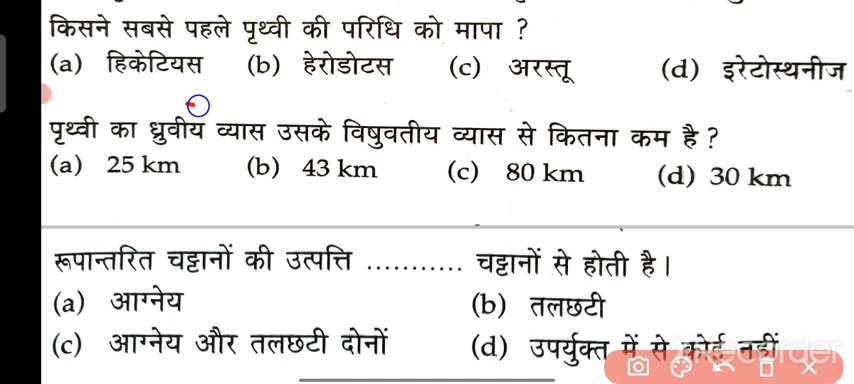 किसने सबसे पहले पृथ्वी की परिधि को मापा ?
(a) हिकेटियस (b) हेरोडोटस (c) अरस्तू (d) इरेटोस्थनीज
पृथ्वी का ध्रुवीय व्यास उसके विषुवतीय व्यास से कितना कम है ?
(a) 25 km (b) 43 km (c) 80 km (d) 30 km
रूपान्तरित चट्टानों की उत्पत्ति ............ चट्टानों से होती है।
(a) आग्नेय (b) तलछटी
(c) आग्नेय और तलछटी दोनों (d) उपर्युक्त में से कोई नहीं